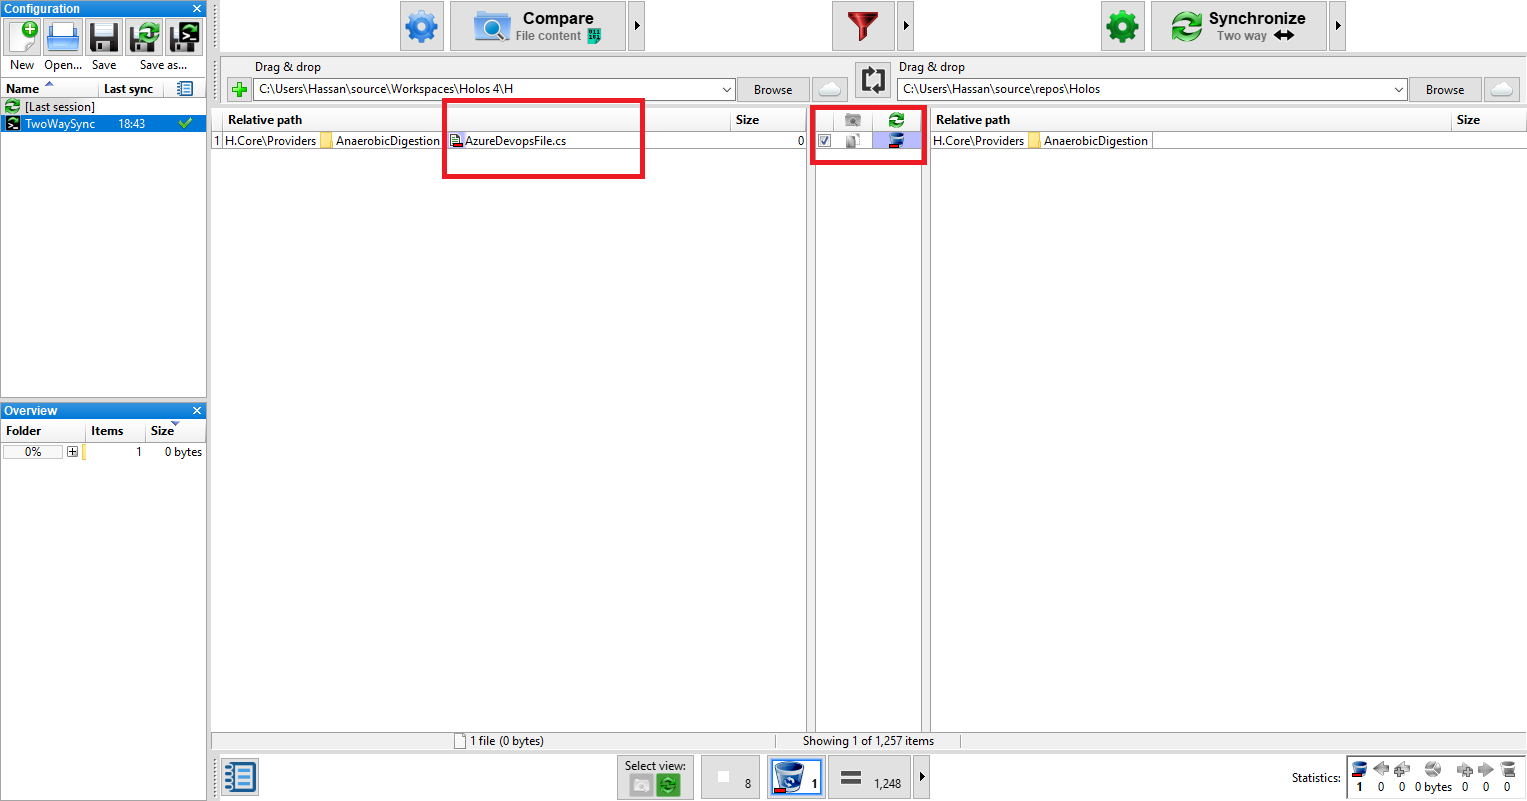 Configuration
New Open... Save Save as...
Name Last sync
[Last session]
TwoWaySync 18:43
Overview
Folder Items Size
0% 1 0 bytes
Compare
File content
Synchronize
Two way
Drag & drop
C:\Users\Hassan\source\Workspaces\Holos 4\H
Browse
Drag & drop
C:\Users\Hassan\source\repos\Holos
Browse
Relative path Size
1 H.Core\Providers AnaerobicDigestion AzureDevopsFile.cs 0
Relative path Size
H.Core\Providers AnaerobicDigestion
1 file (0 bytes)
Showing 1 of 1,257 items
Select view:
8
1
1,248
Statistics:
1 0 0 0 bytes 0 0 0